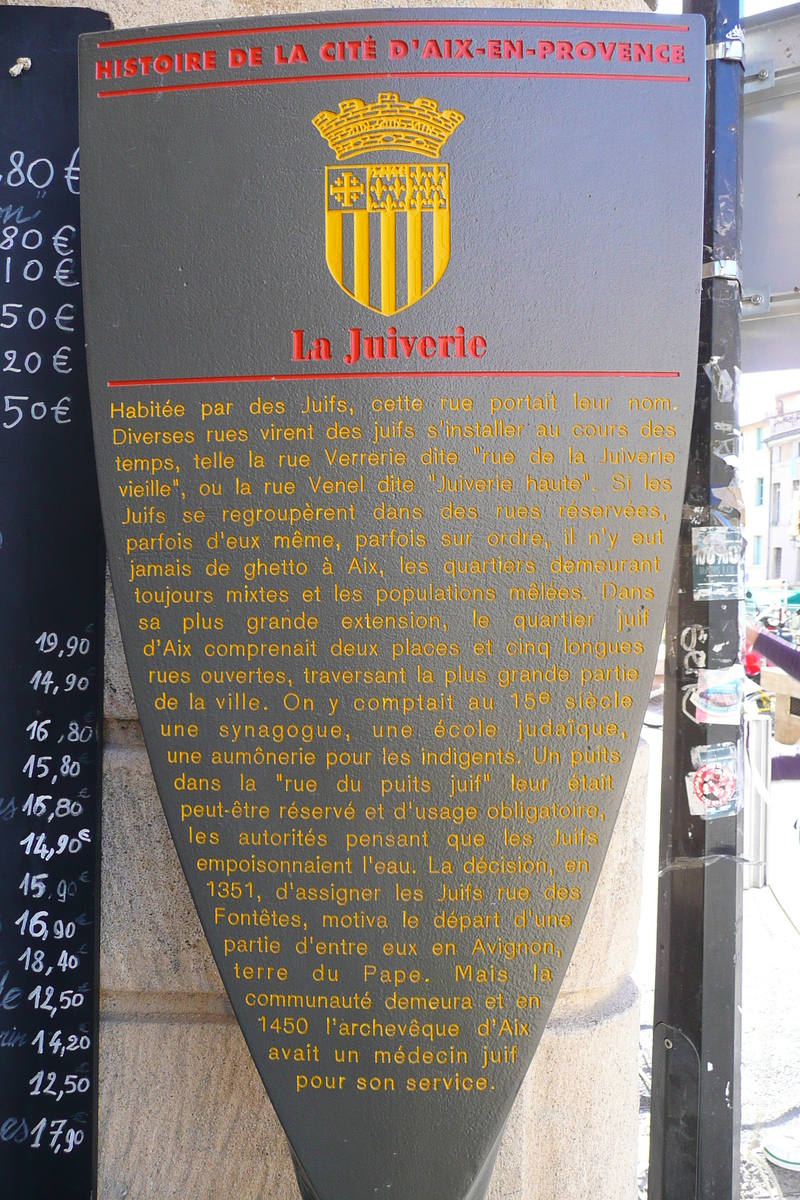 HISTOIRE DE LA CITÉ D'AIX-EN-PROVENCE
La Juiverie
Habitée par des Juifs, cette rue portait leur nom.
Diverses rues virent des juifs s'installer au cours des
temps, telle la rue Verrerie dite "rue de la Juiverie
vieille", ou la rue Venel dite "Juiverie haute". Si les
Juifs se regroupèrent dans des rues réservées,
parfois d'eux même, parfois sur ordre, il n'y eut
jamais de ghetto à Aix, les quartiers demeurant
toujours mixtes et les populations mêlées. Dans
sa plus grande extension, le quartier juif
d'Aix comprenait deux places et cinq longues
rues ouvertes, traversant la plus grande partie
de la ville. On y comptait au 15e siècle
une synagogue, une école judaïque,
une aumônerie pour les indigents. Un puits
dans la "rue du puits juif" leur était
peut-être réservé et d'usage obligatoire,
les autorités pensant que les Juifs
empoisonnaient l'eau. La décision, en
1351, d'assigner les Juifs rue des
Fontêtes, motiva le départ d'une
partie d'entre eux en Avignon,
terre du Pape. Mais la
communauté demeura et en
1450 l'archevêque d'Aix
avait un médecin juif
pour son service.
80 €
80 €
10 €
50 €
20 €
50 €
19,90 €
14,90 €
16,80
15,80
15,80 €
14,90 €
15,90 €
16,90 €
18,40 €
12,50 €
14,20
12,50
17,90